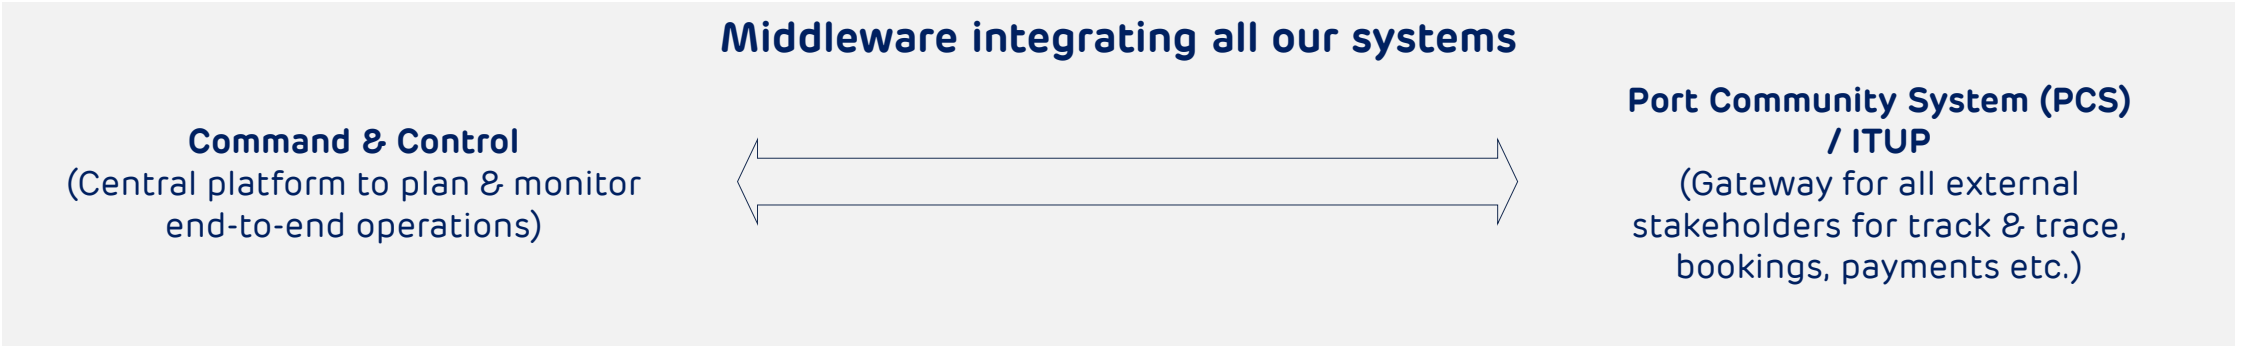 Middleware integrating all our systems
Command & Control
(Central platform to plan & monitor
end-to-end operations)
Port Community System (PCS)
/ ITUP
(Gateway for all external
stakeholders for track & trace,
bookings, payments etc.)